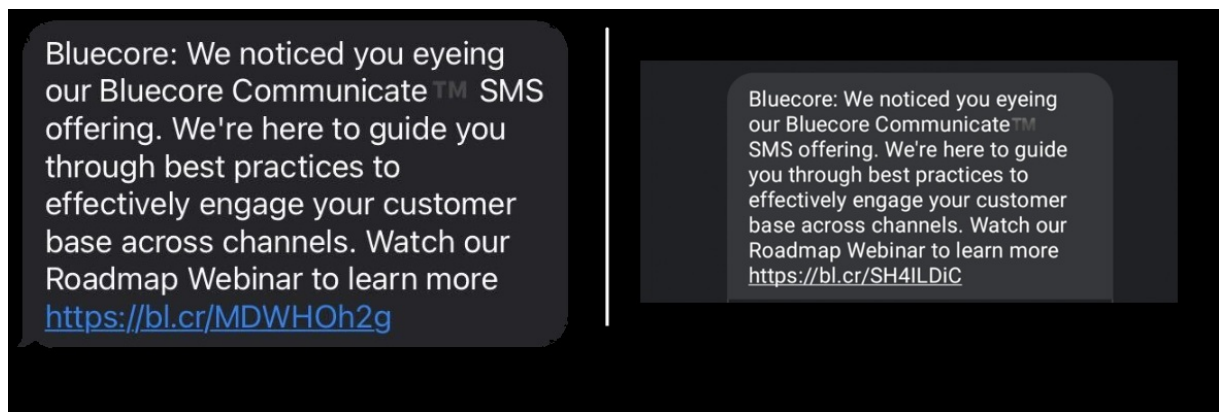 Bluecore: We noticed you eyeing
our Bluecore Communicate™ SMS
offering. We're here to guide you
through best practices to
effectively engage your customer
base across channels. Watch our
Roadmap Webinar to learn more
https://bl.cr/MDWHOh2g
Bluecore: We noticed you eyeing
our Bluecore Communicate™
SMS offering. We're here to guide
you through best practices to
effectively engage your customer
base across channels. Watch our
Roadmap Webinar to learn more
https://bl.cr/SH4ILDiC